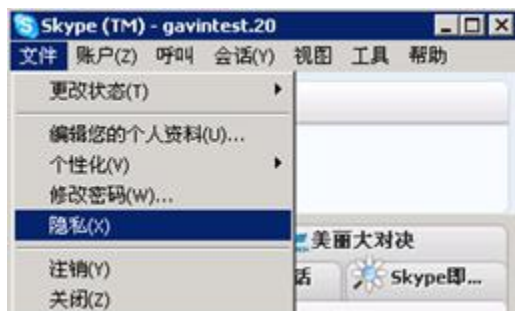 Skype (TM) - gavintest.20
文件 账户(Z) 呼叫 会话(Y) 视图 工具 帮助
更改状态(T)
编辑您的个人资料(U)...
个性化(V)
修改密码(W)...
隐私(X)
美丽大对决
注销(Y)
话 Skype即...
关闭(Z)